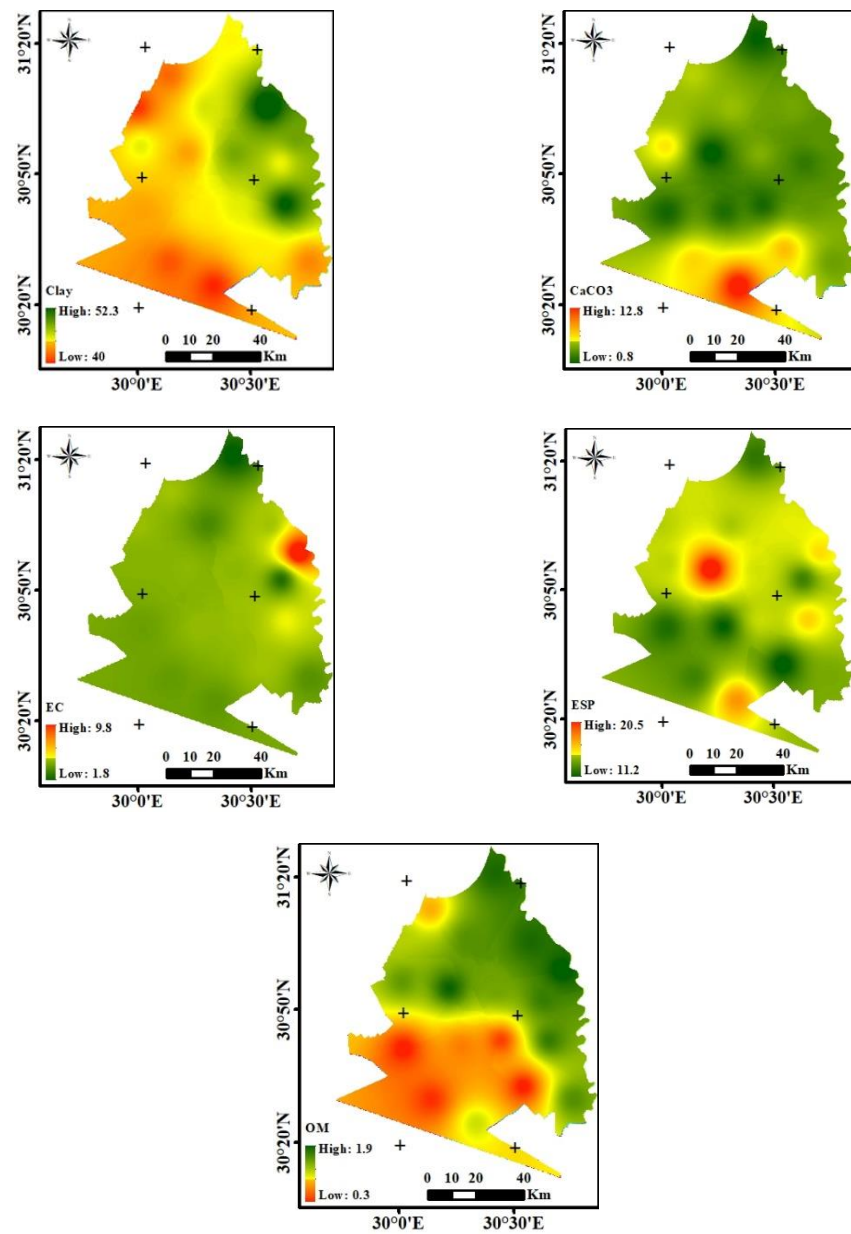 31°20'N
30°50'N
30°20'N
Clay
High: 52.3
Low: 40
0 10 20 40
Km
30°0'E 30°30'E
31°20'N
30°50'N
30°20'N
CaCO3
High: 12.8
Low: 0.8
0 10 20 40
Km
30°0'E 30°30'E
31°20'N
30°50'N
30°20'N
EC
High: 9.8
Low: 1.8
0 10 20 40
Km
30°0'E 30°30'E
31°20'N
30°50'N
30°20'N
ESP
High: 20.5
Low: 11.2
0 10 20 40
Km
30°0'E 30°30'E
31°20'N
30°50'N
30°20'N
OM
High: 1.9
Low: 0.3
0 10 20 40
Km
30°0'E 30°30'E